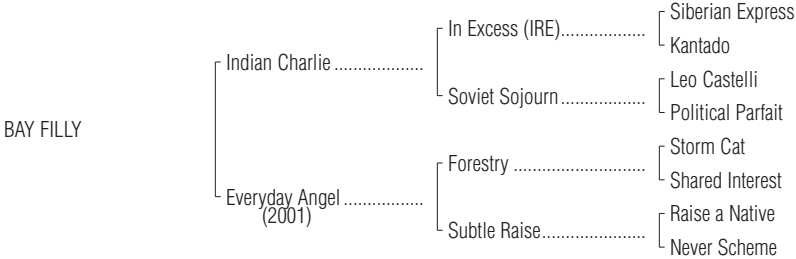 Siberian Express
In Excess (IRE)....................
Kantado
Indian Charlie ...................
Leo Castelli
Soviet Sojourn....................
Political Parfait
BAY FILLY
Storm Cat
Forestry ..............................
Shared Interest
Everyday Angel .................
(2001)
Raise a Native
Subtle Raise.......................
Never Scheme